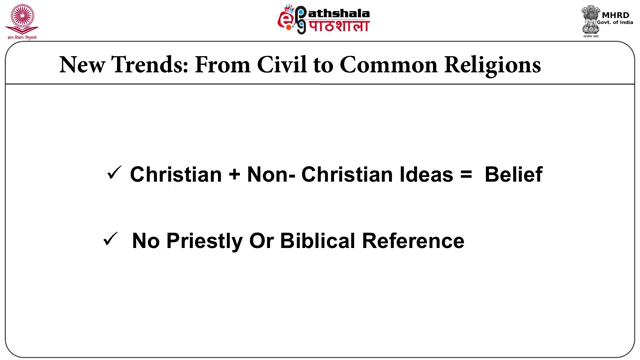 Pathshala
पाठशाला
MHRD
Govt. of India
New Trends: From Civil to Common Religions
✓ Christian + Non- Christian Ideas = Belief
✓ No Priestly Or Biblical Reference